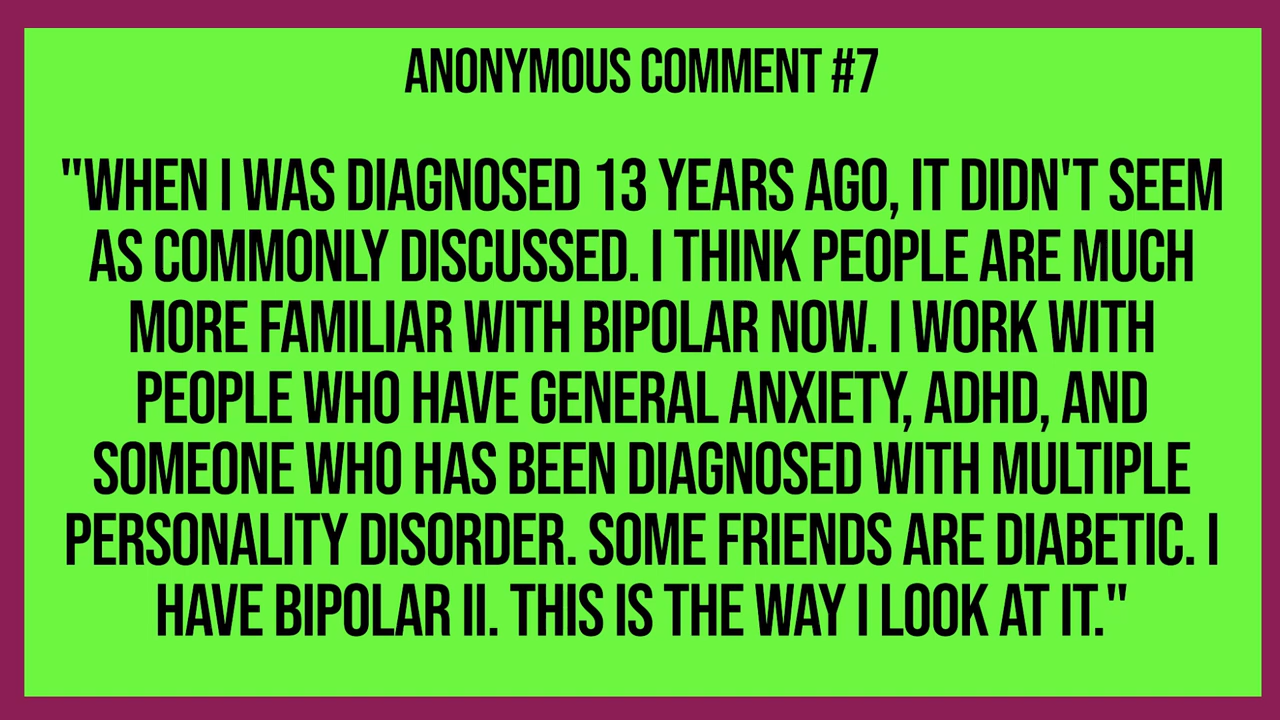 ANONYMOUS COMMENT #7
"WHEN I WAS DIAGNOSED 13 YEARS AGO, IT DIDN'T SEEM
AS COMMONLY DISCUSSED. I THINK PEOPLE ARE MUCH
MORE FAMILIAR WITH BIPOLAR NOW. I WORK WITH
PEOPLE WHO HAVE GENERAL ANXIETY, ADHD, AND
SOMEONE WHO HAS BEEN DIAGNOSED WITH MULTIPLE
PERSONALITY DISORDER. SOME FRIENDS ARE DIABETIC. I
HAVE BIPOLAR II. THIS IS THE WAY I LOOK AT IT."